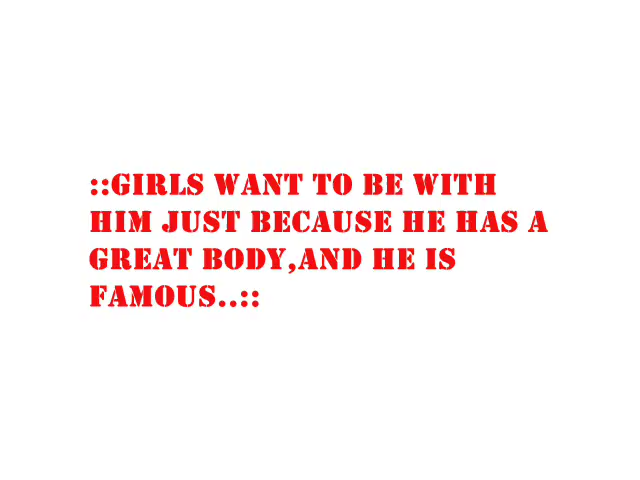 ::GIRLS WANT TO BE WITH
HIM JUST BECAUSE HE HAS A
GREAT BODY,AND HE IS
FAMOUS..::